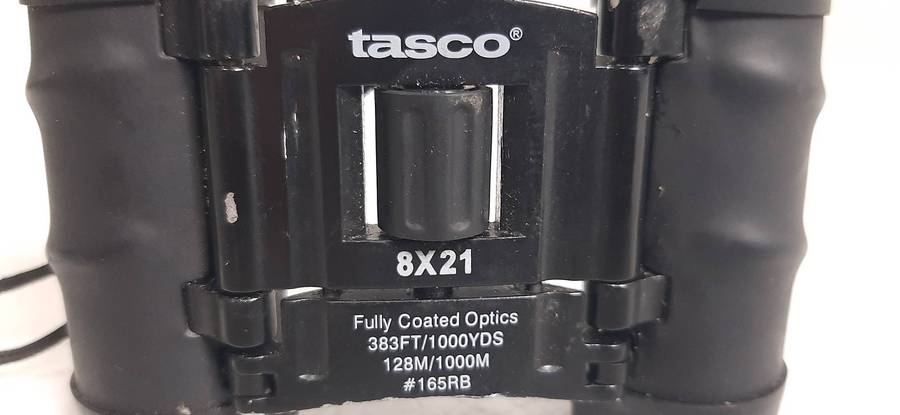 tasco®
8X21
Fully Coated Optics
383FT/1000YDS
128M/1000M
#165RB